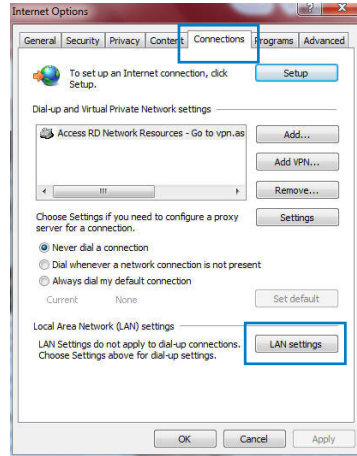 Internet Options
General Security Privacy Content Connections Programs Advanced
To set up an Internet connection, click
Setup.
Setup
Dial-up and Virtual Private Network settings
Access RD Network Resources - Go to vpn.as
Add...
Add VPN...
Remove...
Choose Settings if you need to configure a proxy
server for a connection.
Settings
Never dial a connection
Dial whenever a network connection is not present
Always dial my default connection
Current None
Set default
Local Area Network (LAN) settings
LAN Settings do not apply to dial-up connections.
Choose Settings above for dial-up settings.
LAN settings
OK Cancel Apply